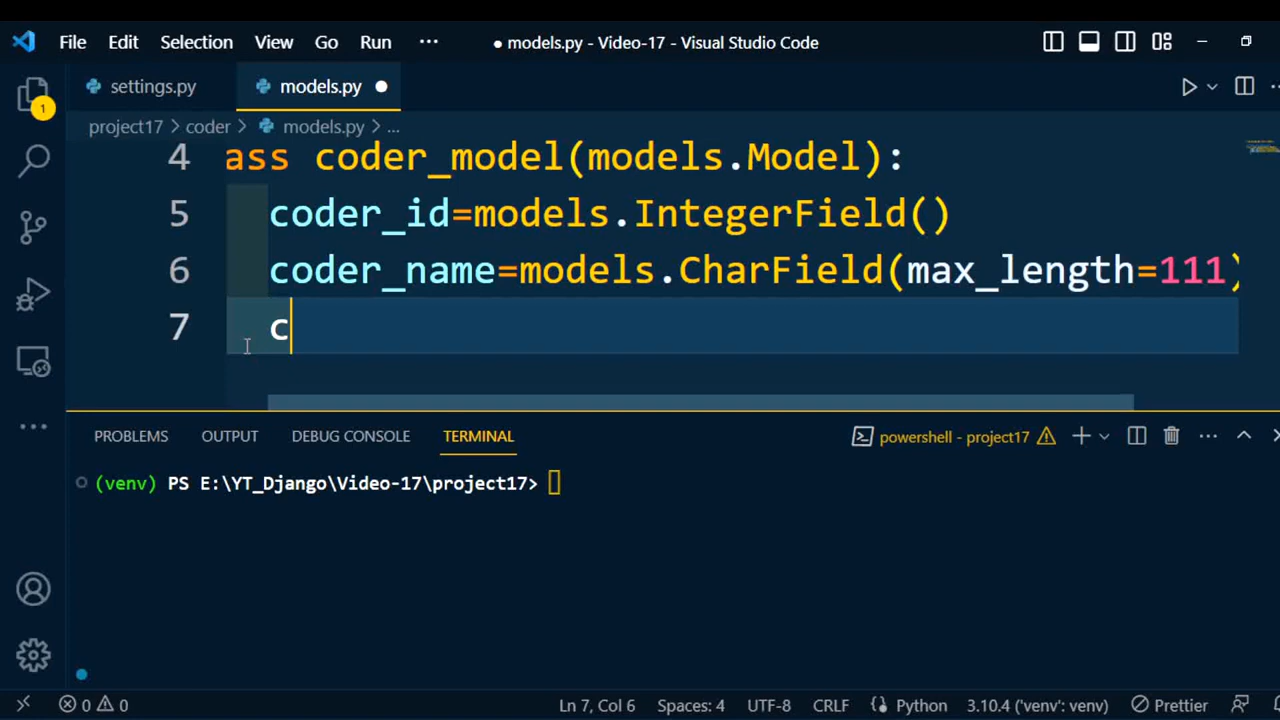 File Edit Selection View Go Run ··· ● models.py - Video-17 - Visual Studio Code
settings.py models.py ●
project17 > coder > models.py > ...
4 ass coder_model(models.Model):
5 coder_id=models.IntegerField()
6 coder_name=models.CharField(max_length=111)
7 c
1
PROBLEMS OUTPUT DEBUG CONSOLE TERMINAL powershell - project17
(venv) PS E:\YT_Django\Video-17\project17>
0 0 Ln 7, Col 6 Spaces: 4 UTF-8 CRLF Python 3.10.4 ('venv': venv) Prettier